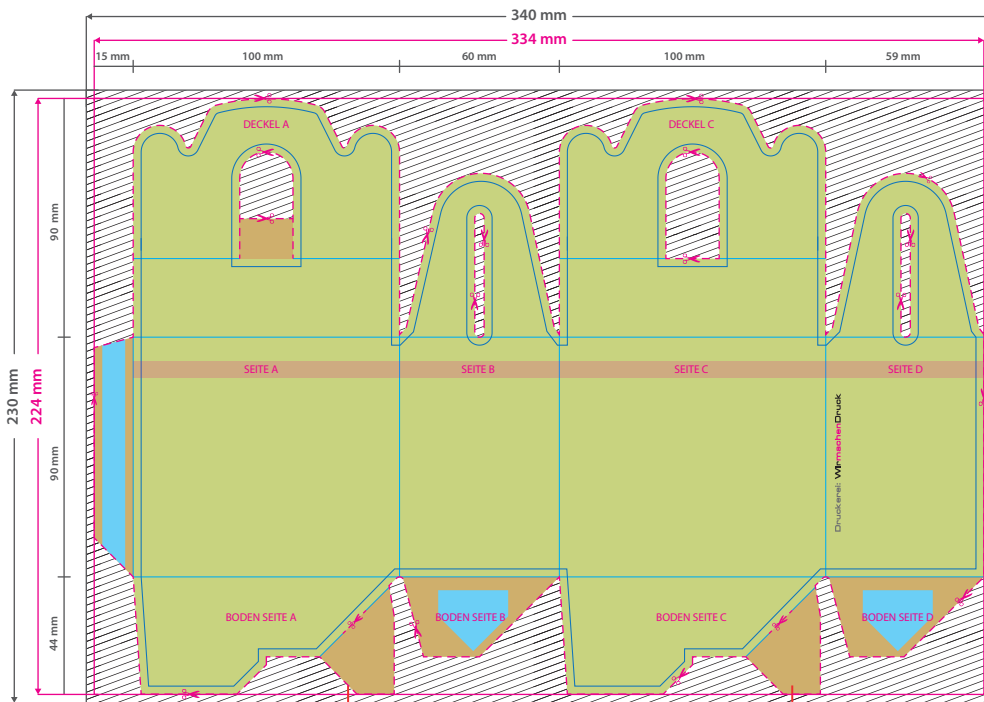 340 mm
334 mm
15 mm
100 mm
60 mm
100 mm
59 mm
DECKEL A
DECKEL C
90 mm
230 mm
224 mm
SEITE A
SEITE B
SEITE C
SEITE D
90 mm
Druckerei: WIRmachenDruck
44 mm
BODEN SEITE A
BODEN SEITE B
BODEN SEITE C
BODEN SEITE D